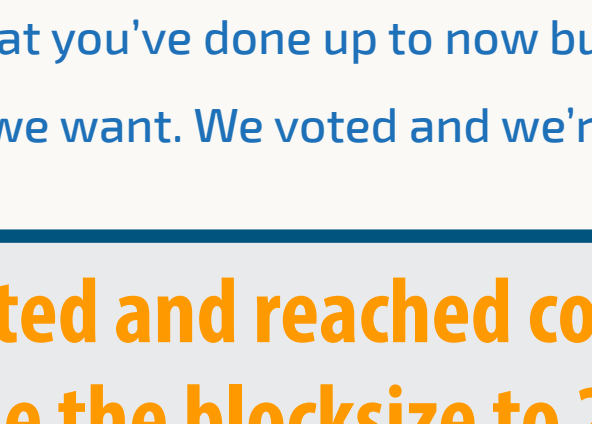 at you've done up to now bu
we want. We voted and we'r
ted and reached co
e the blocksize to